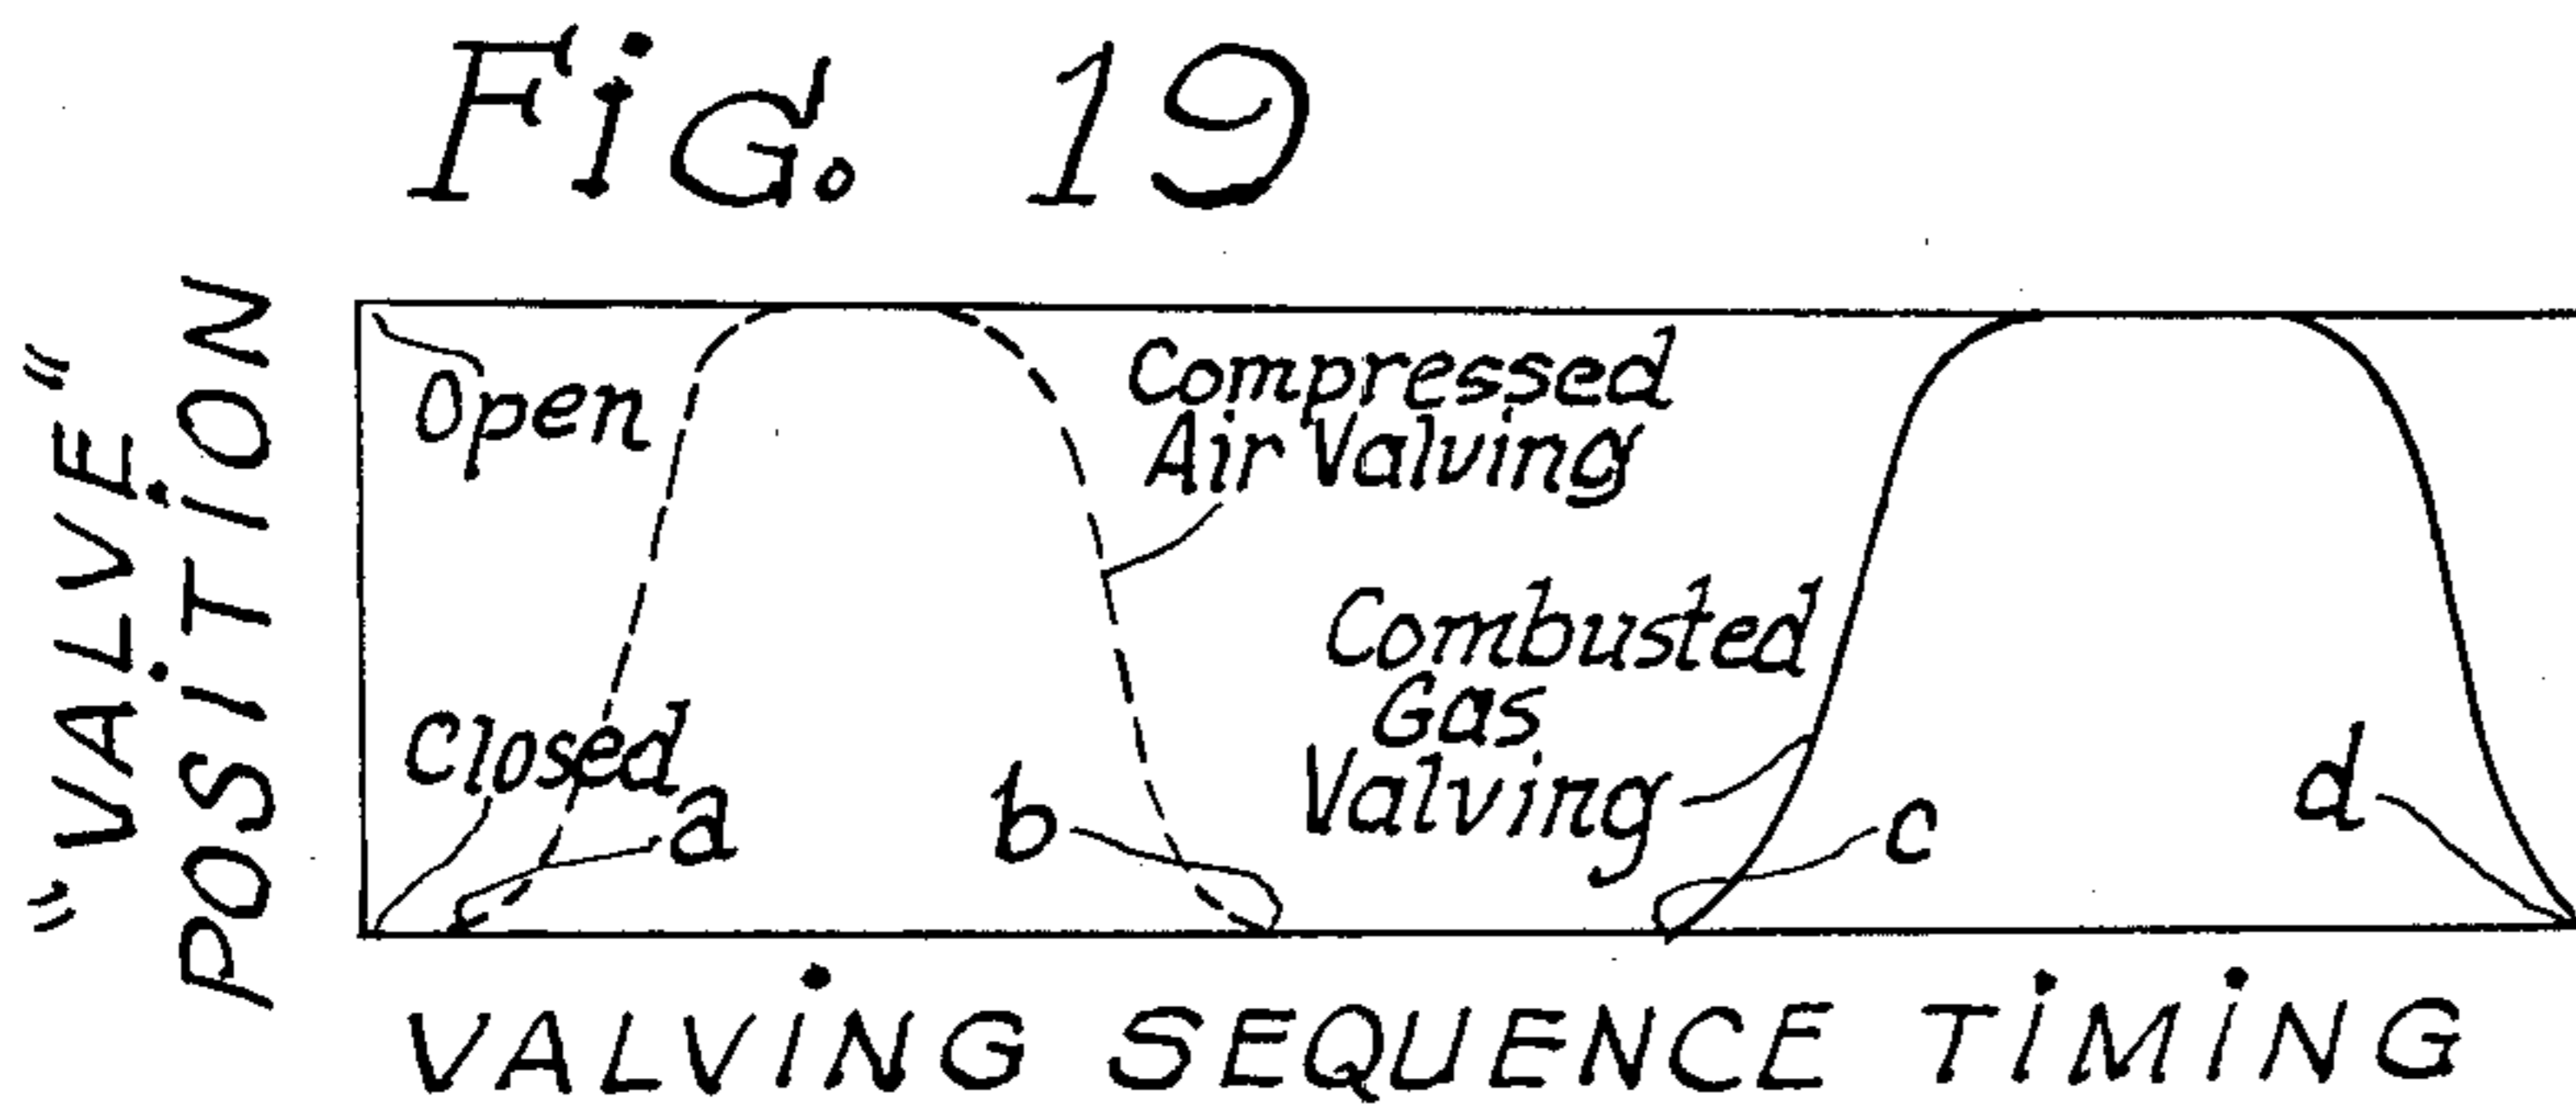 Fig. 19
"VALVE"
POSITION
Open
Compressed
Air Valving
Combusted
Gas
Valving
Closed
a
b
c
d
VALVING SEQUENCE TIMING